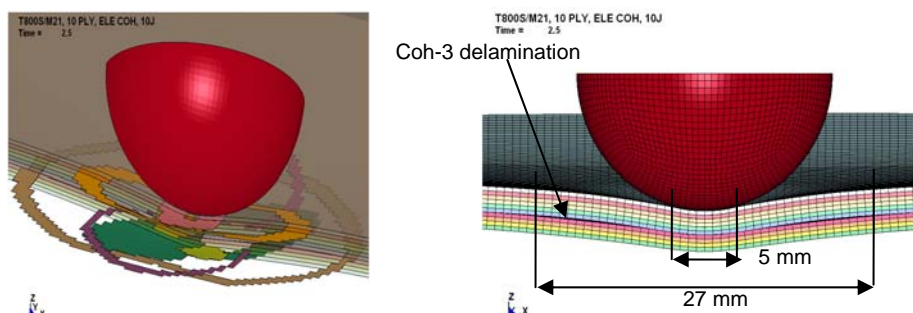 T800S/M21, 10 PLY, ELE COH, 10J
Time = 2.5
Z
Y
X
T800S/M21, 10 PLY, ELE COH, 10J
Time = 2.5
Coh-3 delamination
5 mm
27 mm
Z
X